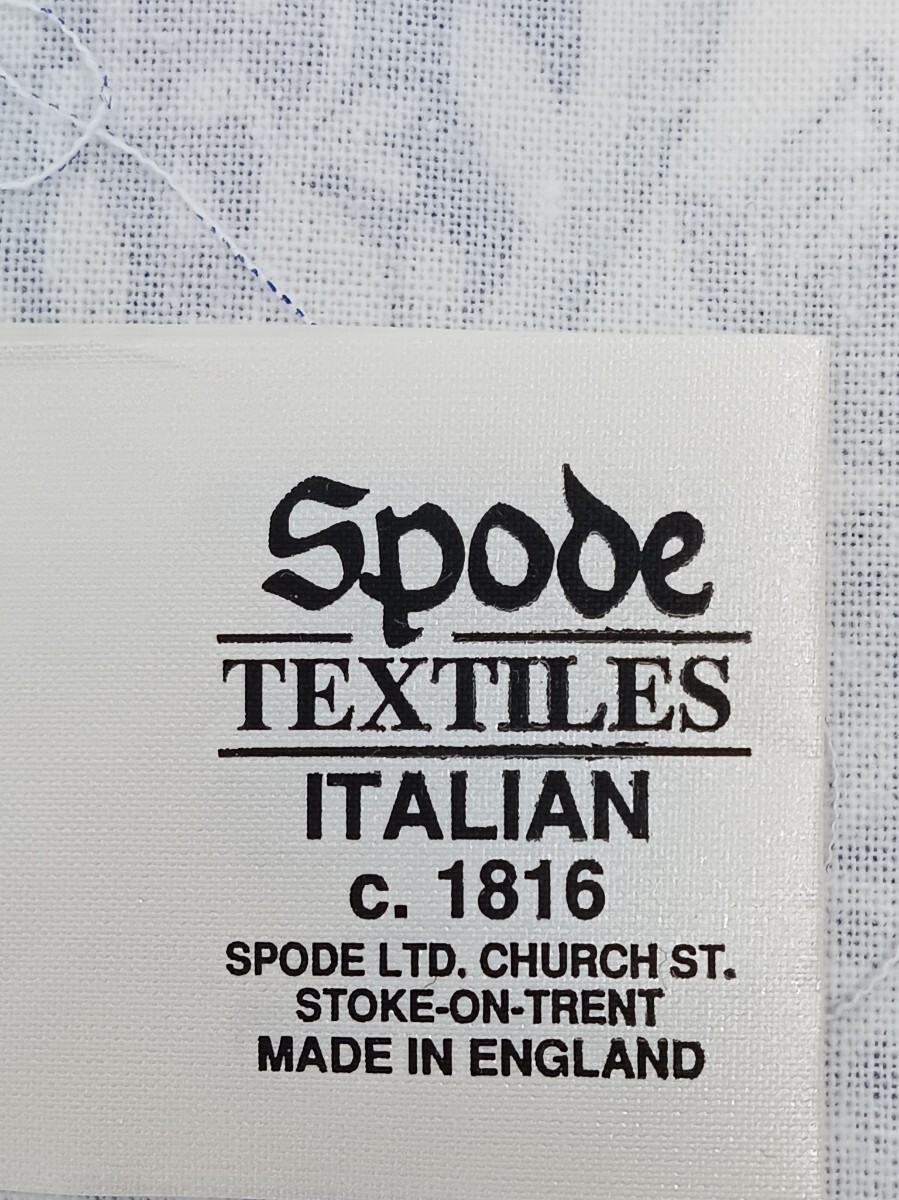 Spode
TEXTILES
ITALIAN
c. 1816
SPODE LTD. CHURCH ST.
STOKE-ON-TRENT
MADE IN ENGLAND